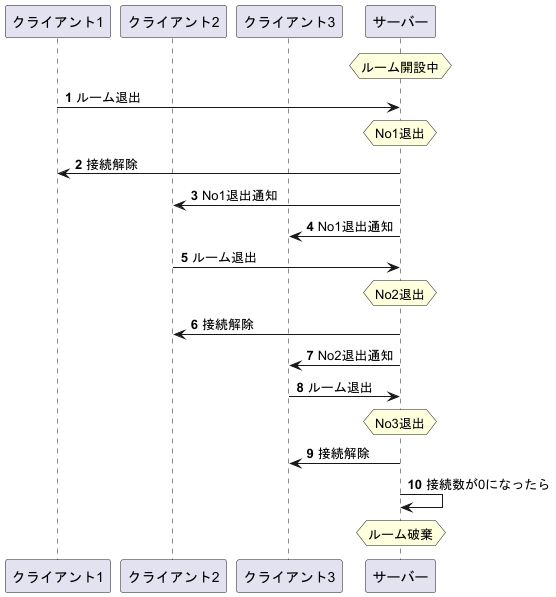 クライアント1 クライアント2 クライアント3 サーバー
ルーム開設中
1 ルーム退出
No1退出
2 接続解除
3 No1退出通知
4 No1退出通知
5 ルーム退出
No2退出
6 接続解除
7 No2退出通知
8 ルーム退出
No3退出
9 接続解除
10 接続数が0になったら
ルーム破棄
クライアント1 クライアント2 クライアント3 サーバー